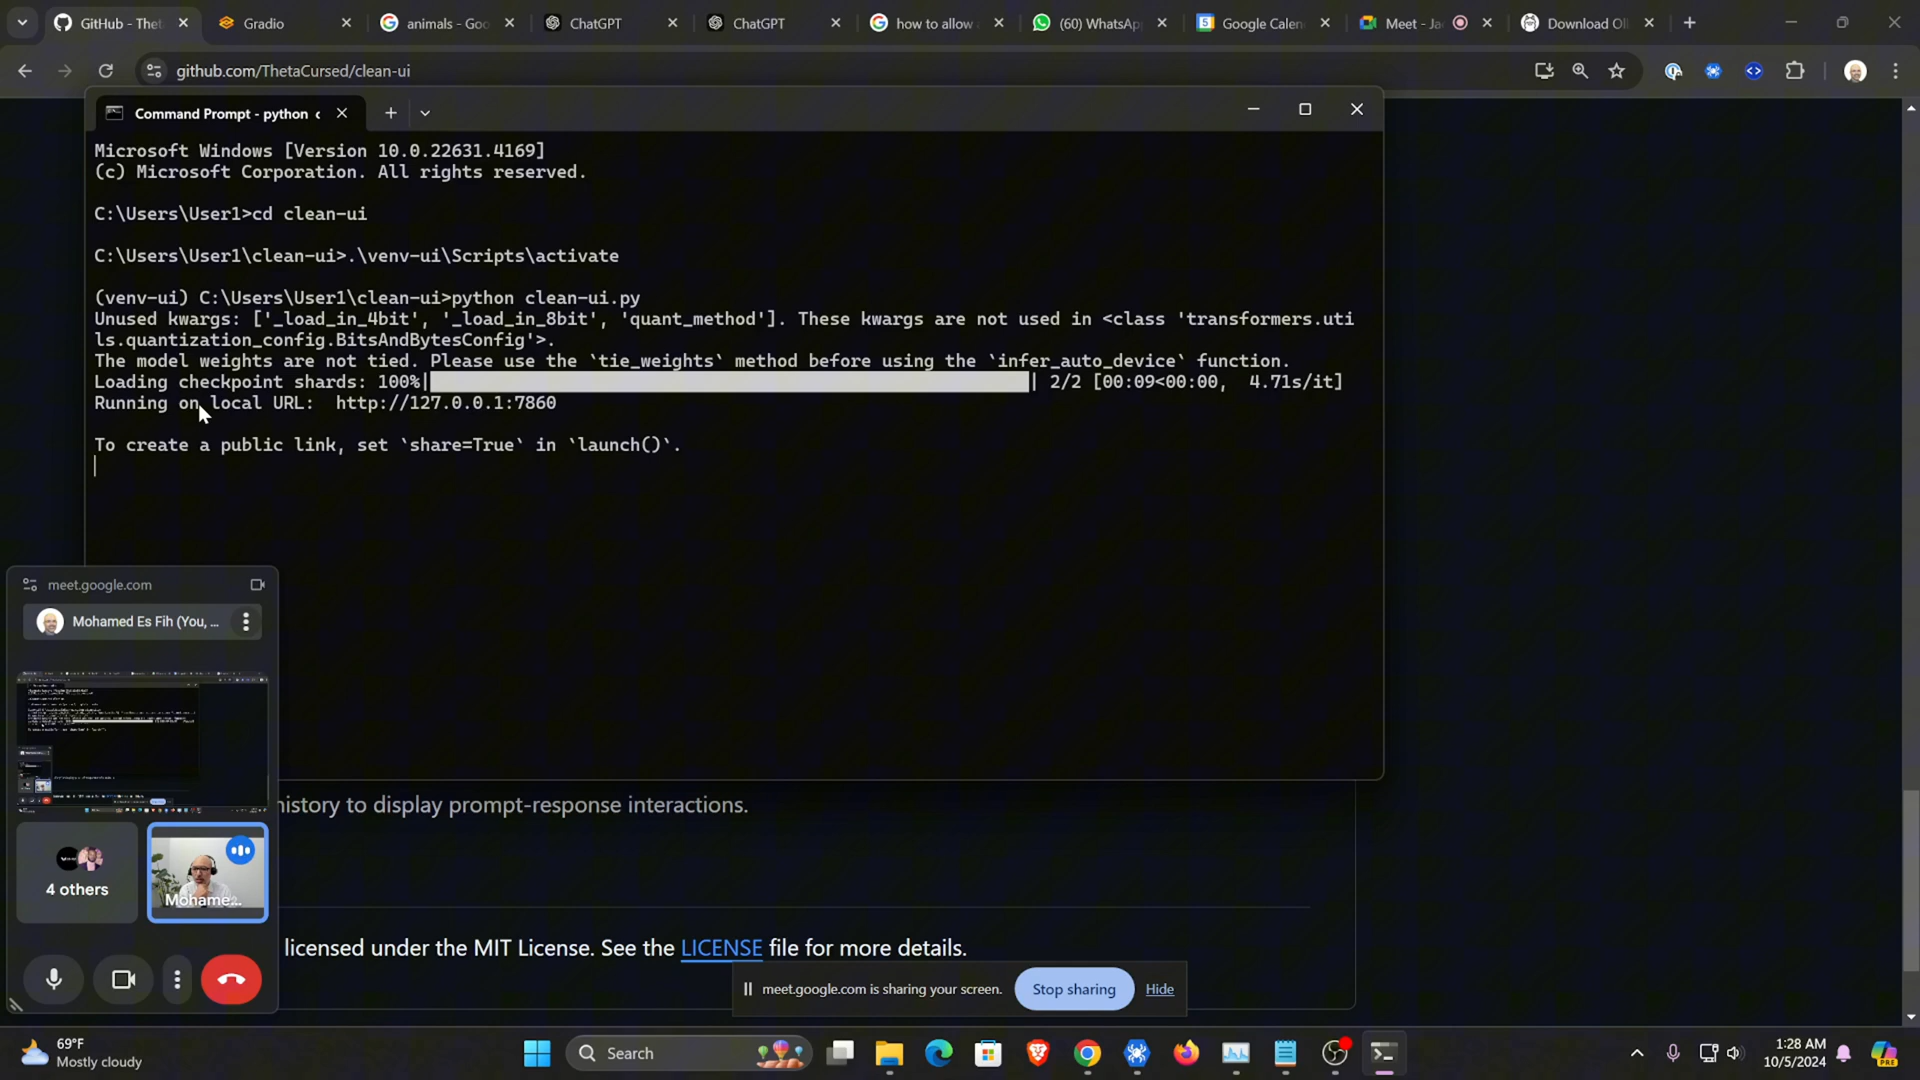 GitHub - Thet
Gradio
animals - Goo
ChatGPT
ChatGPT
how to allow
(60) WhatsAp
Google Calen
Meet - Ja
Download Oll
github.com/ThetaCursed/clean-ui
Command Prompt - python c
Microsoft Windows [Version 10.0.22631.4169]
(c) Microsoft Corporation. All rights reserved.
C:\Users\User1>cd clean-ui
C:\Users\User1\clean-ui>.\venv-ui\Scripts\activate
(venv-ui) C:\Users\User1\clean-ui>python clean-ui.py
Unused kwargs: ['_load_in_4bit', '_load_in_8bit', 'quant_method']. These kwargs are not used in <class 'transformers.uti
ls.quantization_config.BitsAndBytesConfig'>.
The model weights are not tied. Please use the `tie_weights` method before using the `infer_auto_device` function.
Loading checkpoint shards: 100%| | 2/2 [00:09<00:00, 4.71s/it]
Running on local URL: http://127.0.0.1:7860
To create a public link, set `share=True` in `launch()`.
meet.google.com
Mohamed Es Fih (You, ...
4 others
Mohame...
history to display prompt-response interactions.
licensed under the MIT License. See the LICENSE file for more details.
meet.google.com is sharing your screen.
Stop sharing
Hide
69°F
Mostly cloudy
Search
1:28 AM
10/5/2024
PRE